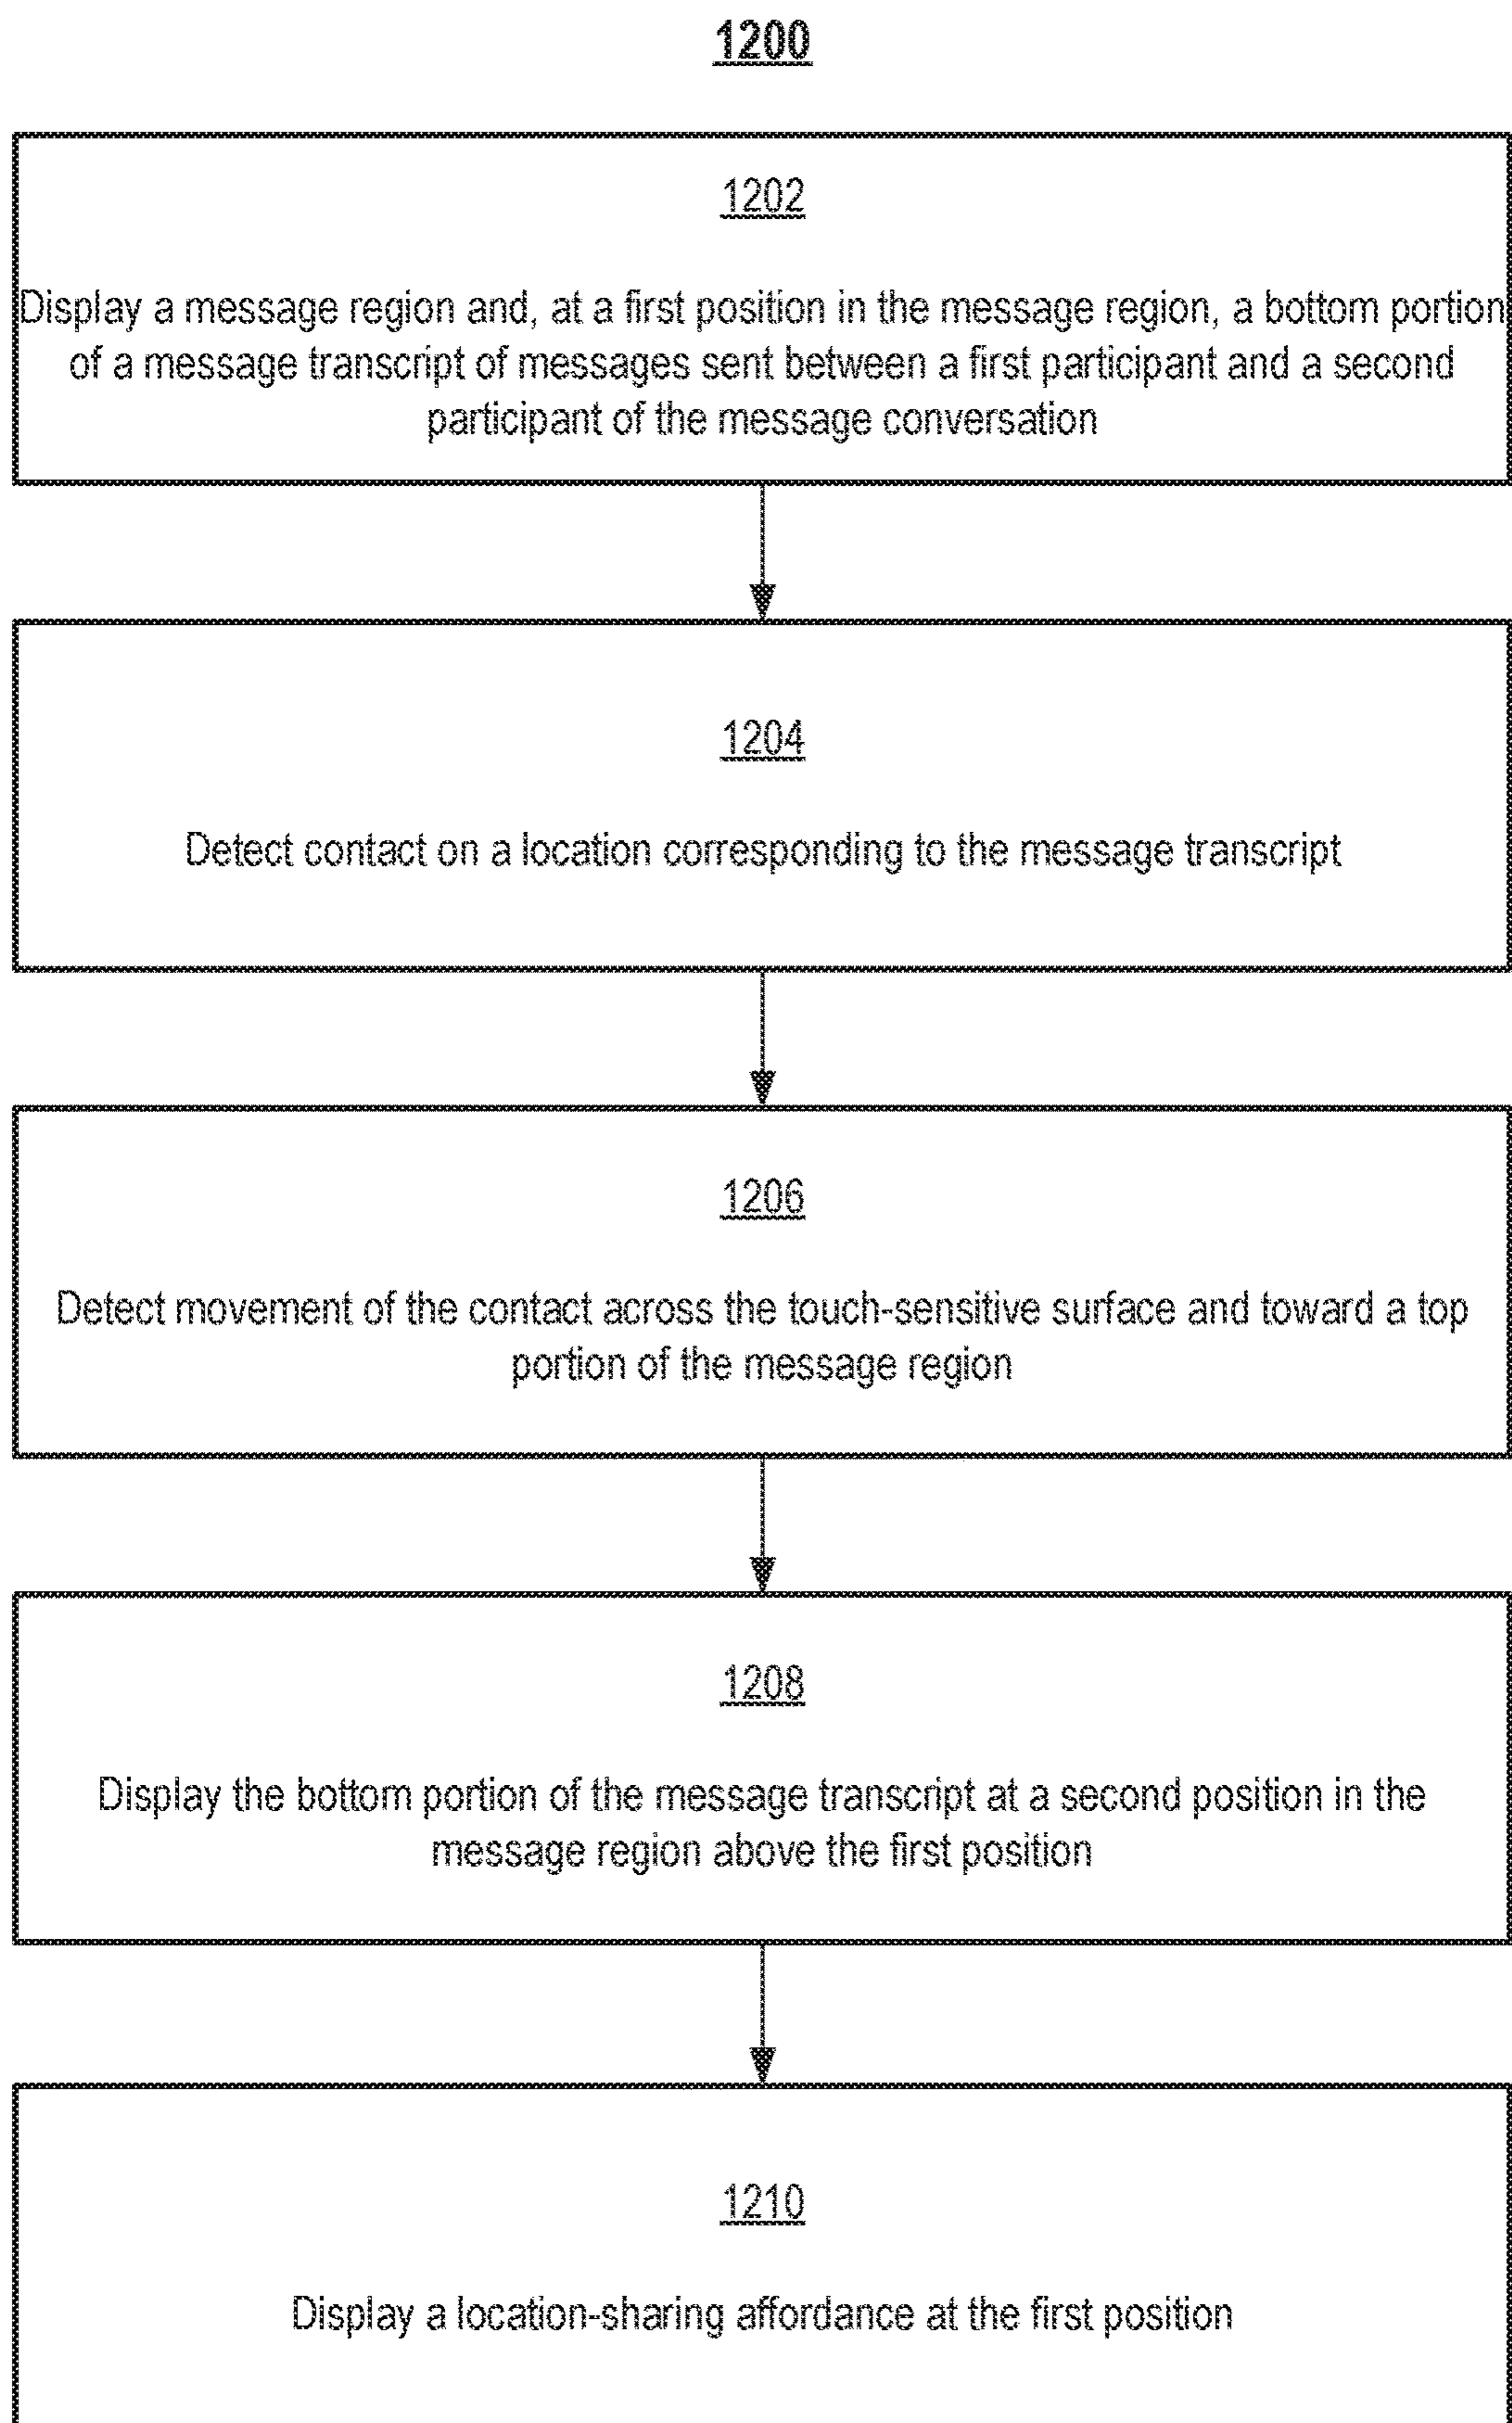 1200
1202
Display a message region and, at a first position in the message region, a bottom portion
of a message transcript of messages sent between a first participant and a second
participant of the message conversation
1204
Detect contact on a location corresponding to the message transcript
1206
Detect movement of the contact across the touch-sensitive surface and toward a top
portion of the message region
1208
Display the bottom portion of the message transcript at a second position in the
message region above the first position
1210
Display a location-sharing affordance at the first position